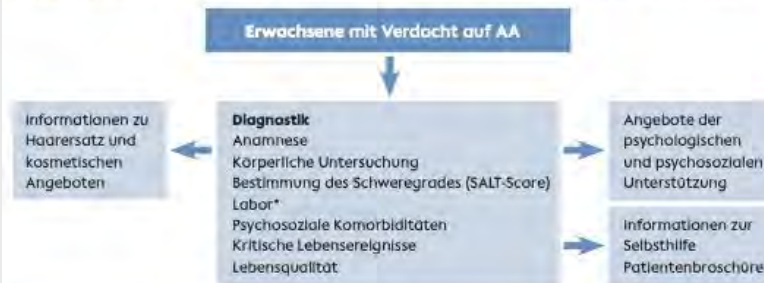 Erwachsene mit Verdacht auf AA
Informationen zu
Haarersatz und
kosmetischen
Angeboten
Diagnostik
Anamnese
Körperliche Untersuchung
Bestimmung des Schweregrades (SALT-Score)
Labor*
Psychosoziale Komorbiditäten
Kritische Lebensereignisse
Lebensqualität
Angebote der
psychologischen
und psychosozialen
Unterstützung
Informationen zur
Selbsthilfe
Patientenbroschüre